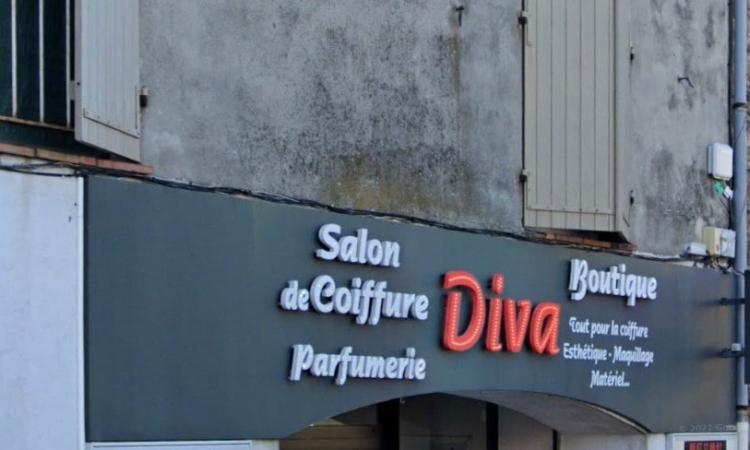 Salon
de Coiffure
Parfumerie
Diva
Boutique
Tout pour la coiffure
Esthétique - Maquillage
Matériel...